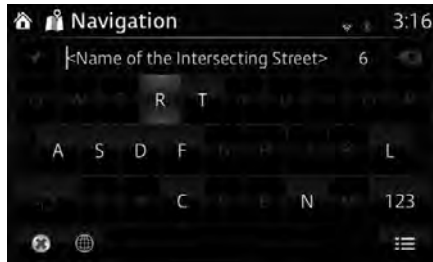 Navigation 3:16
<Name of the Intersecting Street> 6
R T
A S D F L
C N 123